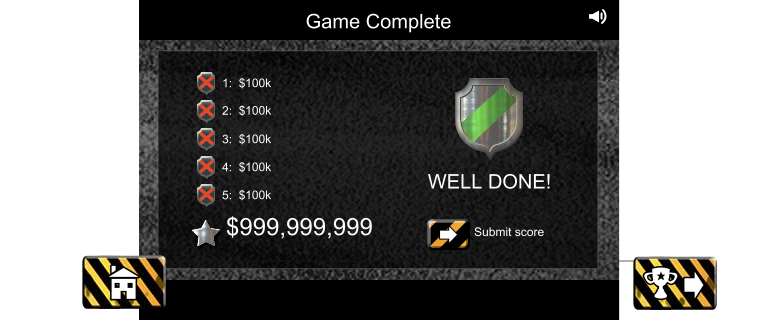 Game Complete
1: $100k
2: $100k
3: $100k
4: $100k
5: $100k
$999,999,999
WELL DONE!
Submit score